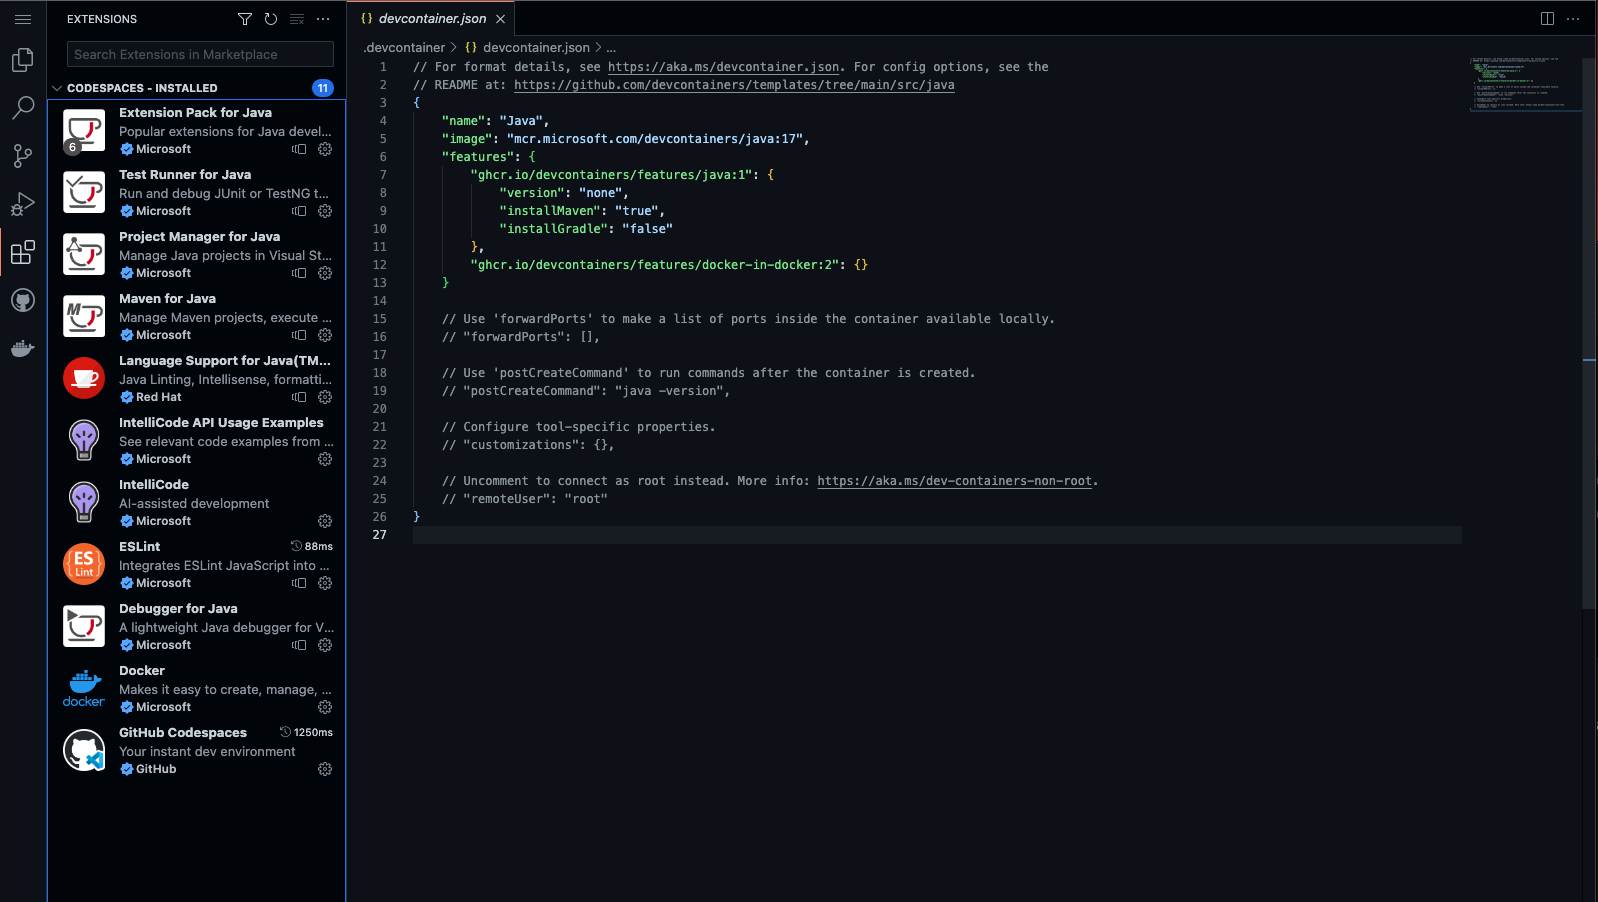 EXTENSIONS
Search Extensions in Marketplace
CODESPACES - INSTALLED
11
Extension Pack for Java
Popular extensions for Java devel...
6
Microsoft
Test Runner for Java
Run and debug JUnit or TestNG t...
Microsoft
Project Manager for Java
Manage Java projects in Visual St...
Microsoft
Maven for Java
M
Manage Maven projects, execute ...
Microsoft
Language Support for Java(TM...
Java Linting, Intellisense, formatti...
Red Hat
IntelliCode API Usage Examples
See relevant code examples from ...
Microsoft
IntelliCode
AI-assisted development
Microsoft
ESLint
88ms
ES
Lint
Integrates ESLint JavaScript into ...
Microsoft
Debugger for Java
A lightweight Java debugger for V...
Microsoft
Docker
docker
Makes it easy to create, manage, ...
Microsoft
GitHub Codespaces
1250ms
Your instant dev environment
GitHub
{} devcontainer.json
.devcontainer > {} devcontainer.json > ...
1 // For format details, see https://aka.ms/devcontainer.json. For config options, see the
2 // README at: https://github.com/devcontainers/templates/tree/main/src/java
3 {
4 "name": "Java",
5 "image": "mcr.microsoft.com/devcontainers/java:17",
6 "features": {
7 "ghcr.io/devcontainers/features/java:1": {
8 "version": "none",
9 "installMaven": "true",
10 "installGradle": "false"
11 },
12 "ghcr.io/devcontainers/features/docker-in-docker:2": {}
13 }
14
15 // Use 'forwardPorts' to make a list of ports inside the container available locally.
16 // "forwardPorts": [],
17
18 // Use 'postCreateCommand' to run commands after the container is created.
19 // "postCreateCommand": "java -version",
20
21 // Configure tool-specific properties.
22 // "customizations": {},
23
24 // Uncomment to connect as root instead. More info: https://aka.ms/dev-containers-non-root.
25 // "remoteUser": "root"
26 }
27